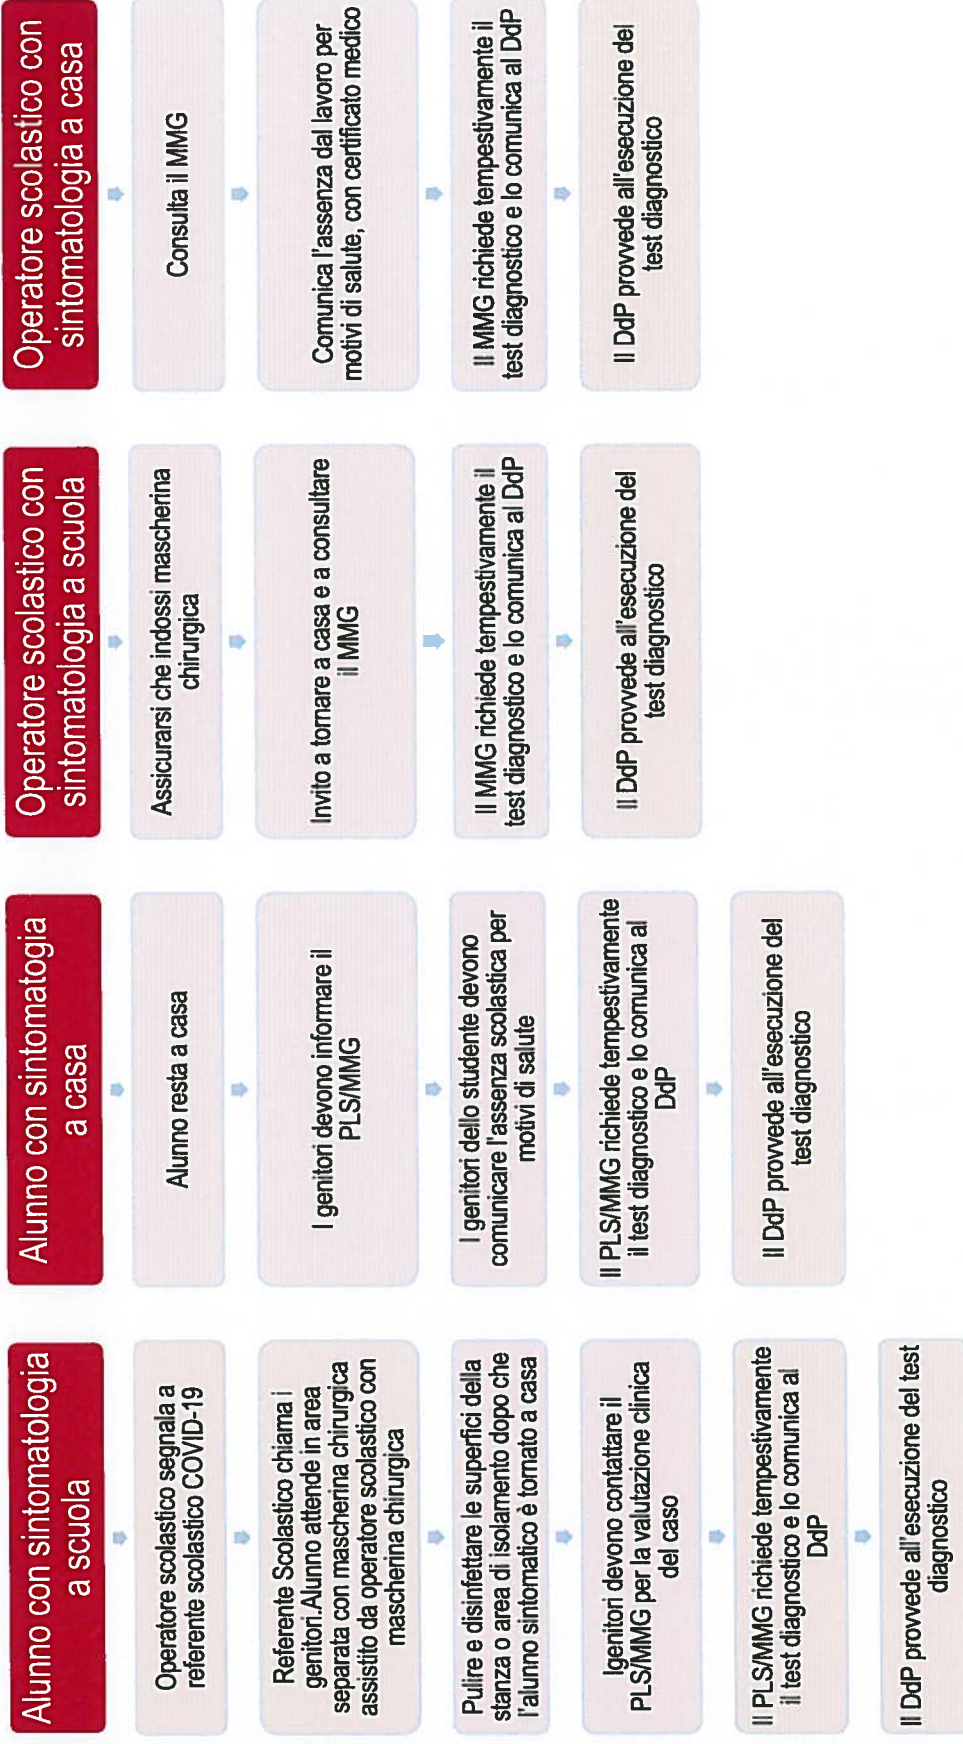 Alunno con sintomatologia
a scuola
Operatore scolastico segnala a
referente scolastico COVID-19
Referente Scolastico chiama i
genitori.Alunno attende in area
separata con mascherina chirurgica
assistito da operatore scolastico con
mascherina chirurgica
Pulire e disinfettare le superfici della
stanza o area di isolamento dopo che
l'alunno sintomatico è tornato a casa
Igenitori devono contattare il
PLS/MMG per la valutazione clinica
del caso
Il PLS/MMG richiede tempestivamente
il test diagnostico e lo comunica al
DdP
Il DdP provvede all'esecuzione del test
diagnostico
Alunno con sintomatogia
a casa
Alunno resta a casa
I genitori devono informare il
PLS/MMG
I genitori dello studente devono
comunicare l'assenza scolastica per
motivi di salute
Il PLS/MMG richiede tempestivamente
il test diagnostico e lo comunica al
DdP
Il DdP provvede all'esecuzione del
test diagnostico
Operatore scolastico con
sintomatologia a scuola
Assicurarsi che indossi mascherina
chirurgica
Invito a tornare a casa e a consultare
il MMG
Il MMG richiede tempestivamente il
test diagnostico e lo comunica al DdP
Il DdP provvede all'esecuzione del
test diagnostico
Operatore scolastico con
sintomatologia a casa
Consulta il MMG
Comunica l'assenza dal lavoro per
motivi di salute, con certificato medico
Il MMG richiede tempestivamente il
test diagnostico e lo comunica al DdP
Il DdP provvede all'esecuzione del
test diagnostico